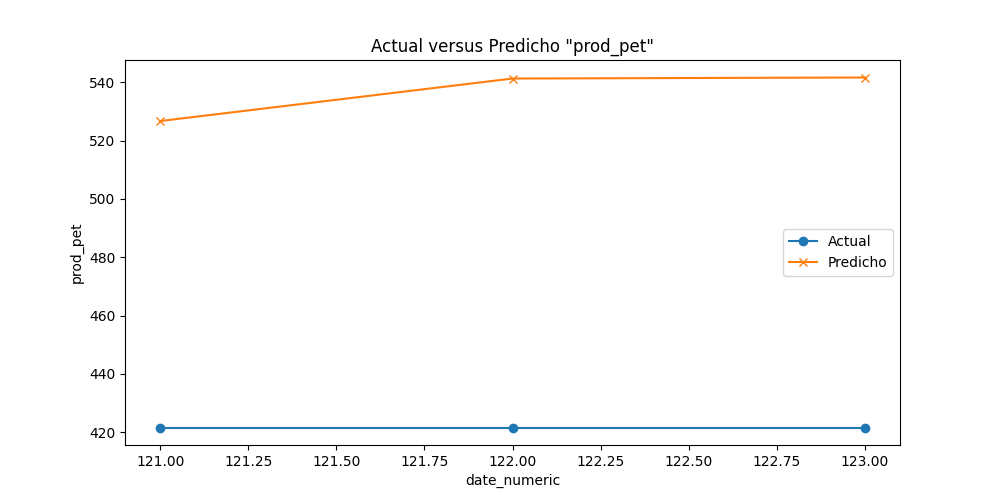 Actual versus Predicho "prod_pet"
540
520
500
480
460
440
420
prod_pet
Actual
Predicho
121.00 121.25 121.50 121.75 122.00 122.25 122.50 122.75 123.00
date_numeric